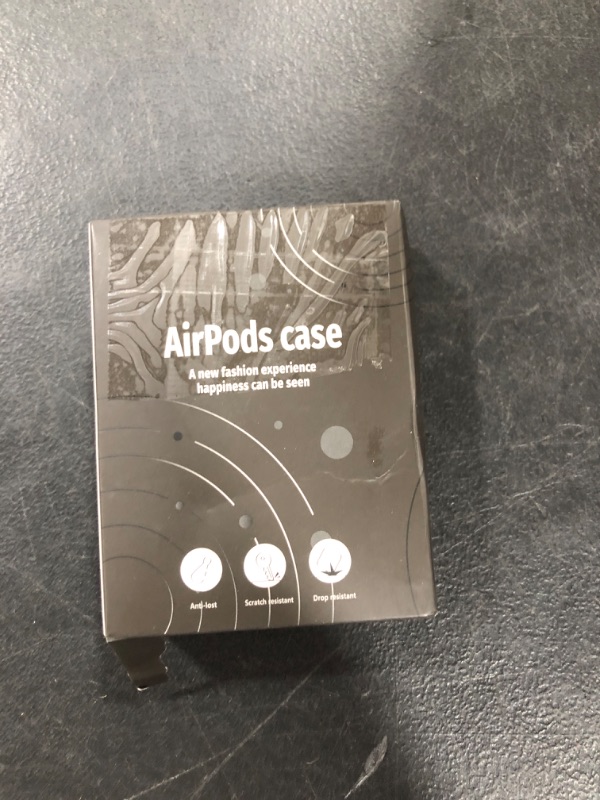 AirPods case
A new fashion experience
happiness can be seen
Anti-lost
Scratch resistant
Drop resistant